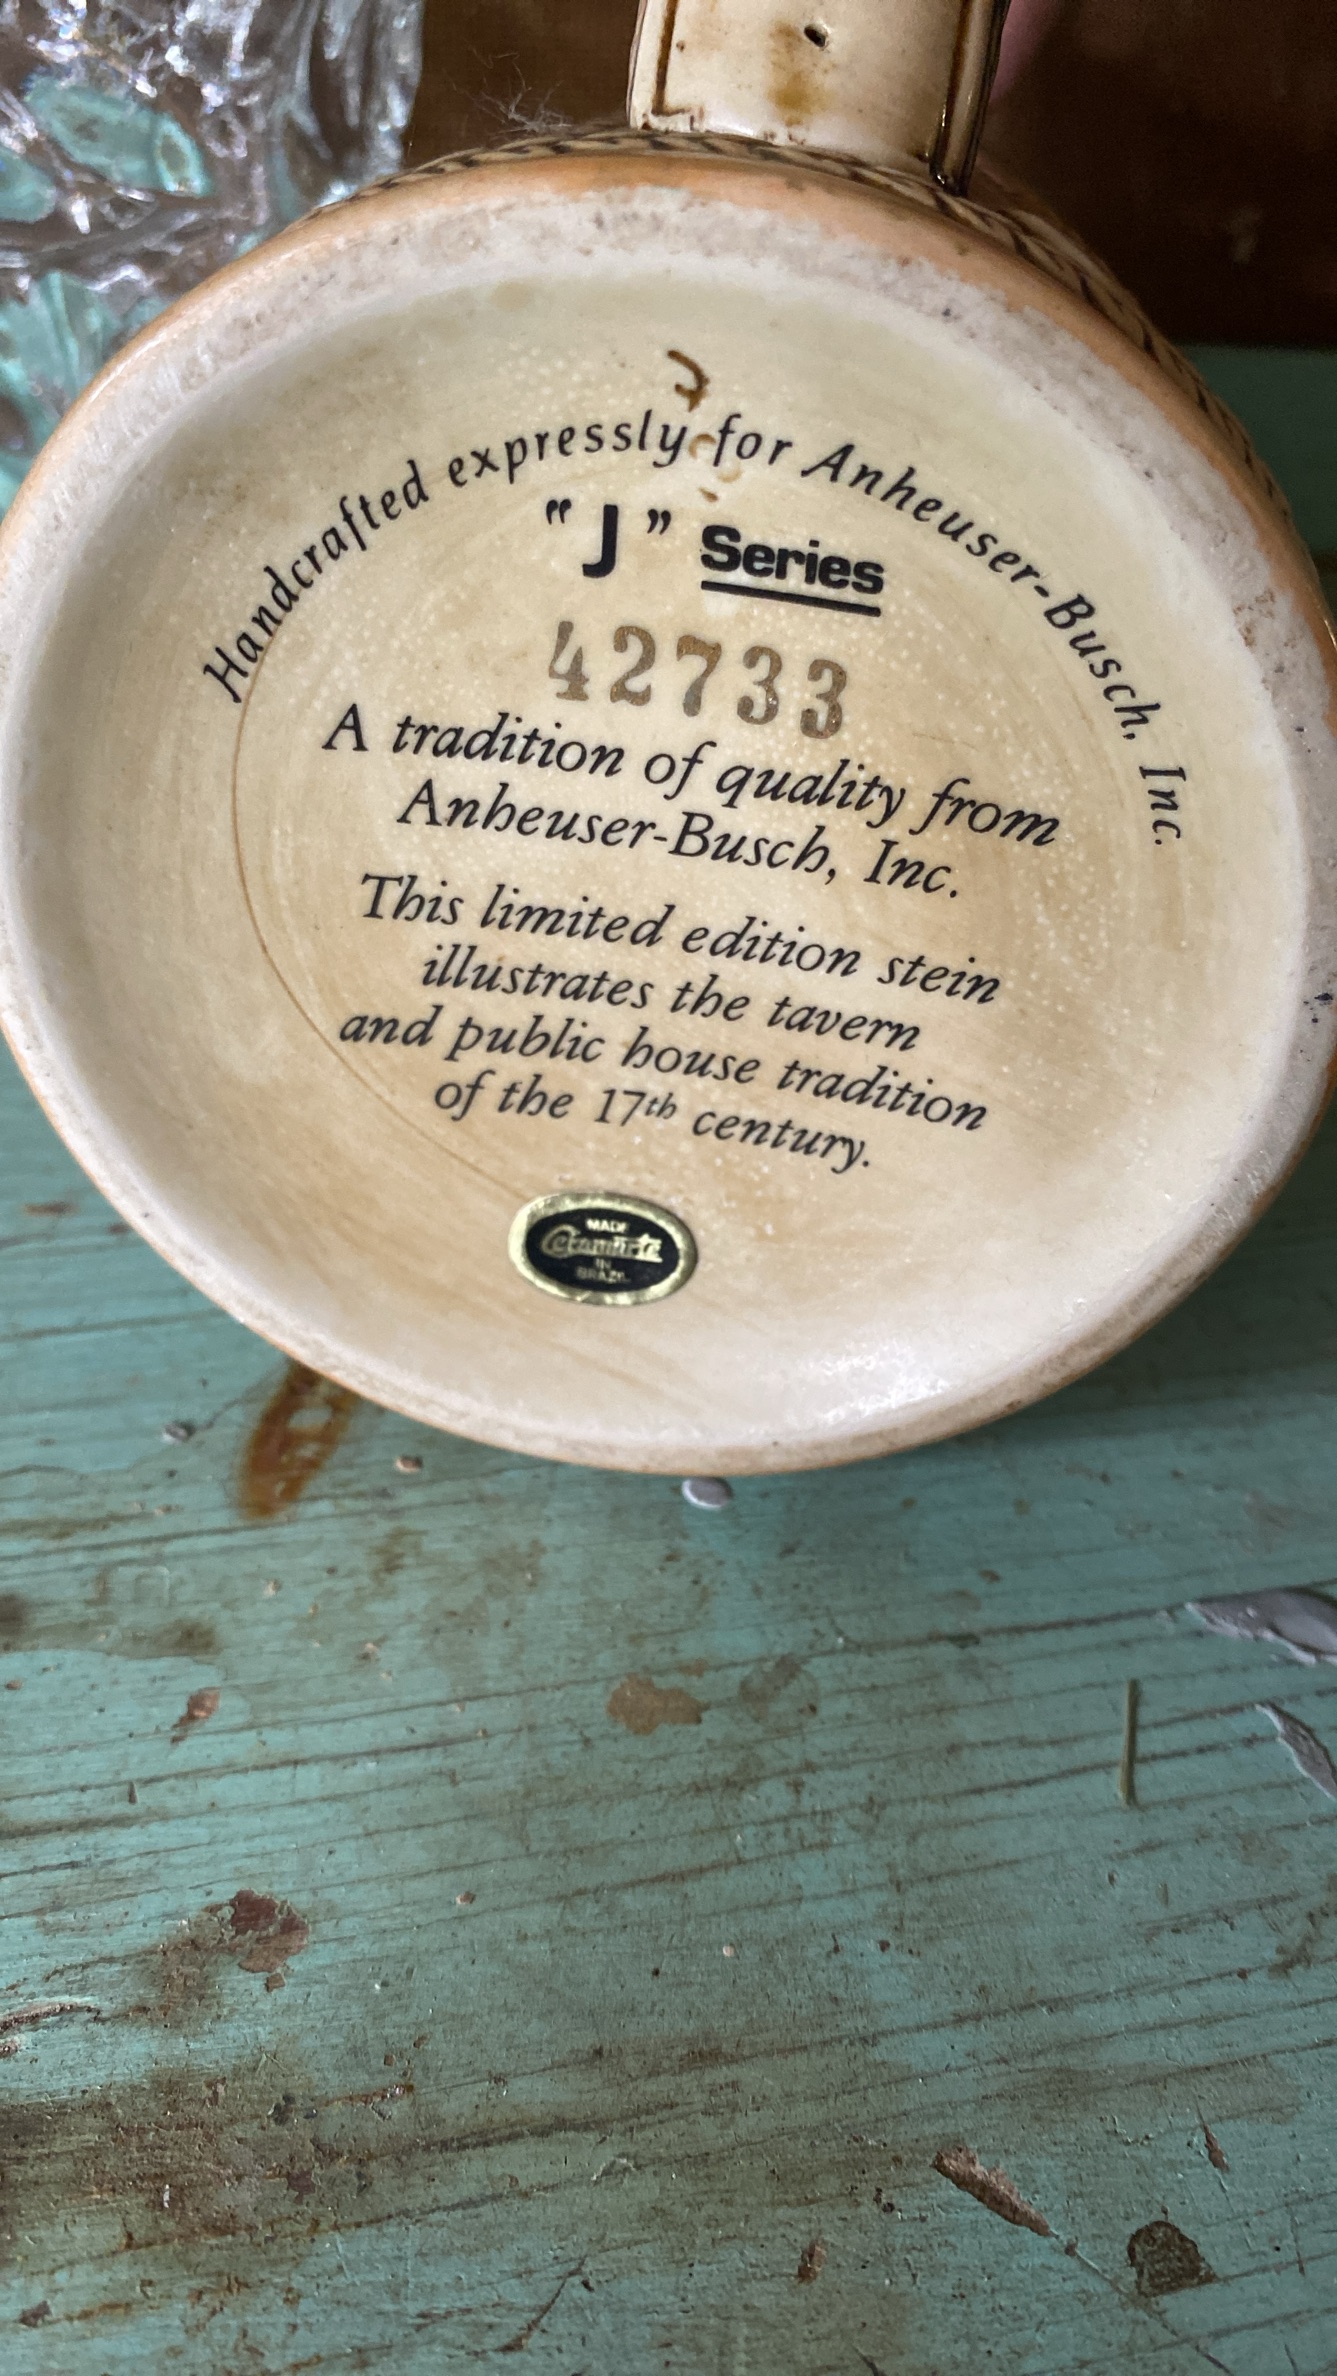 Handcrafted expressly for Anheuser-Busch, Inc.
"J" Series
42733
A tradition of quality from
Anheuser-Busch, Inc.
This limited edition stein
illustrates the tavern
and public house tradition
of the 17th century.
MADE
Ceramarte
IN
BRAZIL